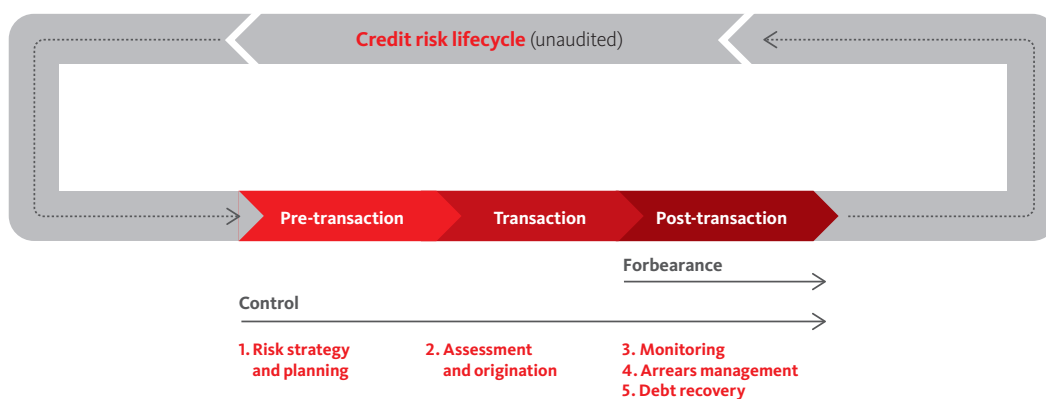 Credit risk lifecycle (unaudited)
Pre-transaction
Transaction
Post-transaction
Forbearance
Control
1. Risk strategy
and planning
2. Assessment
and origination
3. Monitoring
4. Arrears management
5. Debt recovery